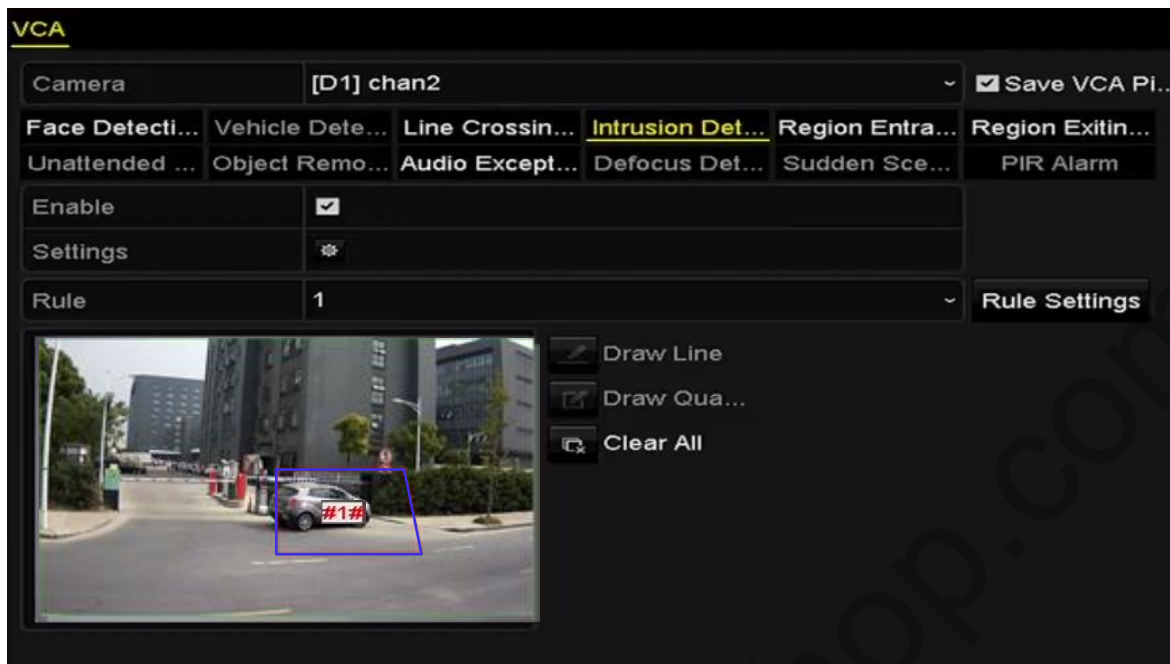 VCA
Camera [D1] chan2 Save VCA Pi...
Face Detecti... Vehicle Dete... Line Crossin... Intrusion Det... Region Entra... Region Exitin...
Unattended ... Object Remo... Audio Except... Defocus Det... Sudden Sce... PIR Alarm
Enable
Settings
Rule 1 Rule Settings
Draw Line
Draw Qua...
Clear All
#1#